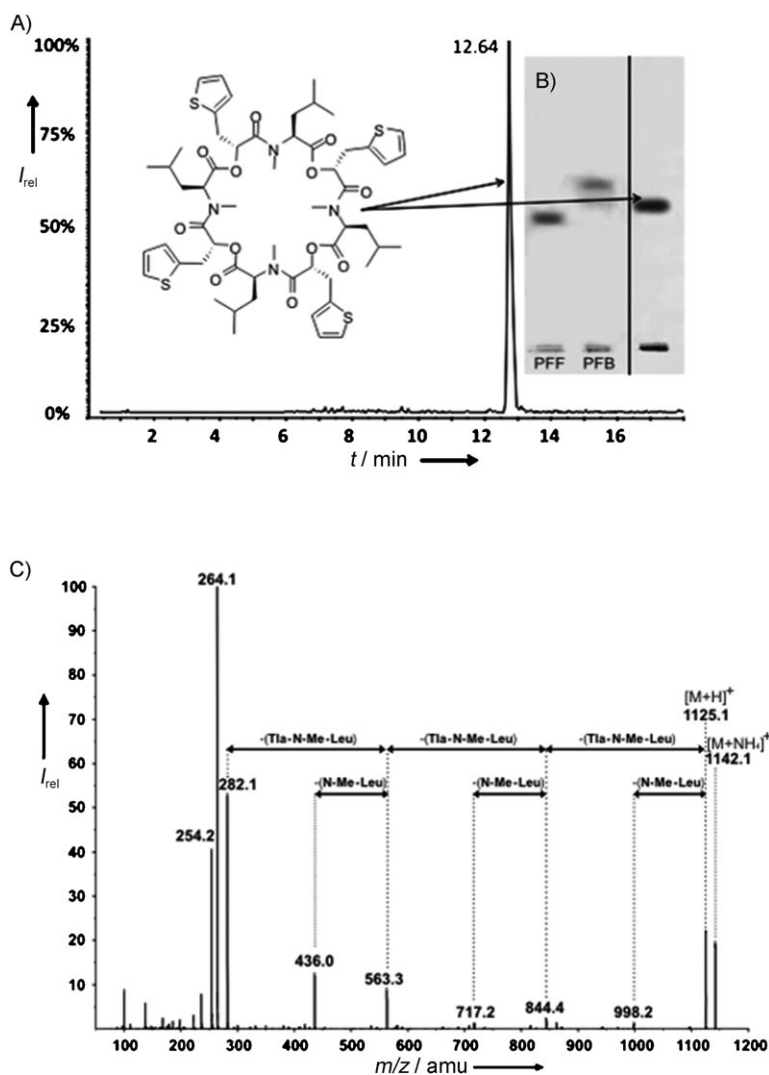 A)
100%
75%
I rel
50%
25%
0%
12.64
S
O
N
O
O
O
S
O
O
N
O
O
N
O
O
O
S
O
N
O
O
S
B)
PFF PFB
2 4 6 8 10 12 14 16
t / min
C)
100
90
80
70
60
50
40
30
20
10
I rel
264.1
[M+H]+
1125.1
-(Tla-N-Me-Leu) -(Tla-N-Me-Leu) -(Tla-N-Me-Leu) [M+NH4]+
1142.1
282.1 -(N-Me-Leu) -(N-Me-Leu) -(N-Me-Leu)
254.2
436.0
563.3
717.2 844.4 998.2
100 200 300 400 500 600 700 800 900 1000 1100 1200
m/z / amu